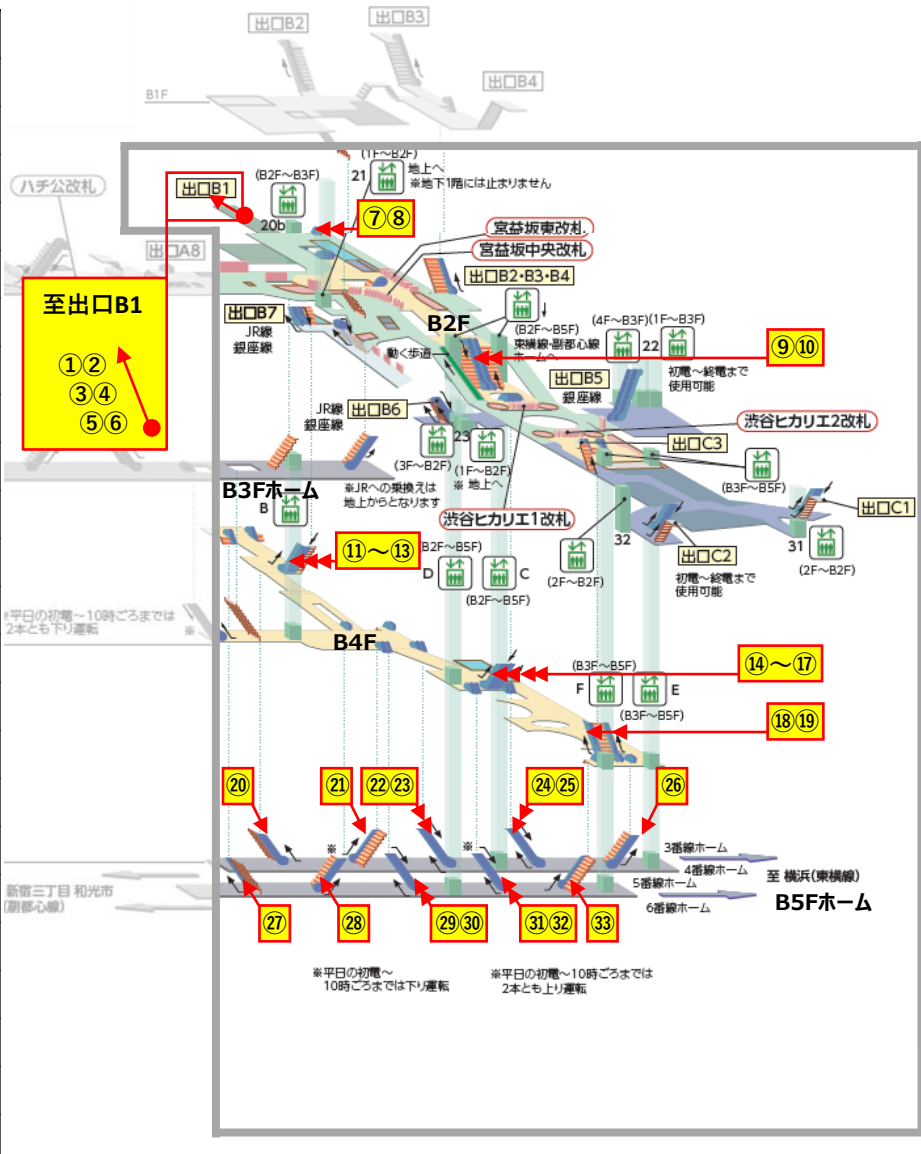 出口B2
出口B3
出口B4
B1F
ハチ公改札
出口A8
出口B1
(B2F～B3F)
20b
(1F～B2F)
21
地上へ
※地下1階には止まりません
⑦⑧
宮益坂東改札
宮益坂中央改札
出口B2・B3・B4
至出口B1
①②
③④
⑤⑥
出口B7
JR線
銀座線
B2F
(B2F～B5F)
東横線・副都心線
ホームへ
動く歩道
(4F～B3F)
22
(1F～B3F)
初電～終電まで
使用可能
⑨⑩
出口B5
銀座線
JR線
銀座線
出口B6
23
(3F～B2F)
(1F～B2F)
※ 地上へ
渋谷ヒカリエ2改札
出口C3
(B3F～B5F)
B3Fホーム
B
※JRへの乗換えは
地上からとなります
渋谷ヒカリエ1改札
出口C1
32
31
(2F～B2F)
出口C2
初電～終電まで
使用可能
(2F～B2F)
⑪～⑬
(B2F～B5F)
D
C
(B2F～B5F)
※平日の初電～10時ごろまでは
2本とも下り運転
※
B4F
⑭～⑰
(B3F～B5F)
F
E
(B3F～B5F)
⑱⑲
⑳
㉑
㉒㉓
㉔㉕
㉖
※
※
3番線ホーム
4番線ホーム
5番線ホーム
6番線ホーム
至 横浜(東横線)
B5Fホーム
新宿三丁目 和光市
(副都心線)
㉗
㉘
㉙㉚
㉛㉜
㉝
※平日の初電～
10時ごろまでは下り運転
※平日の初電～10時ごろまでは
2本とも上り運転